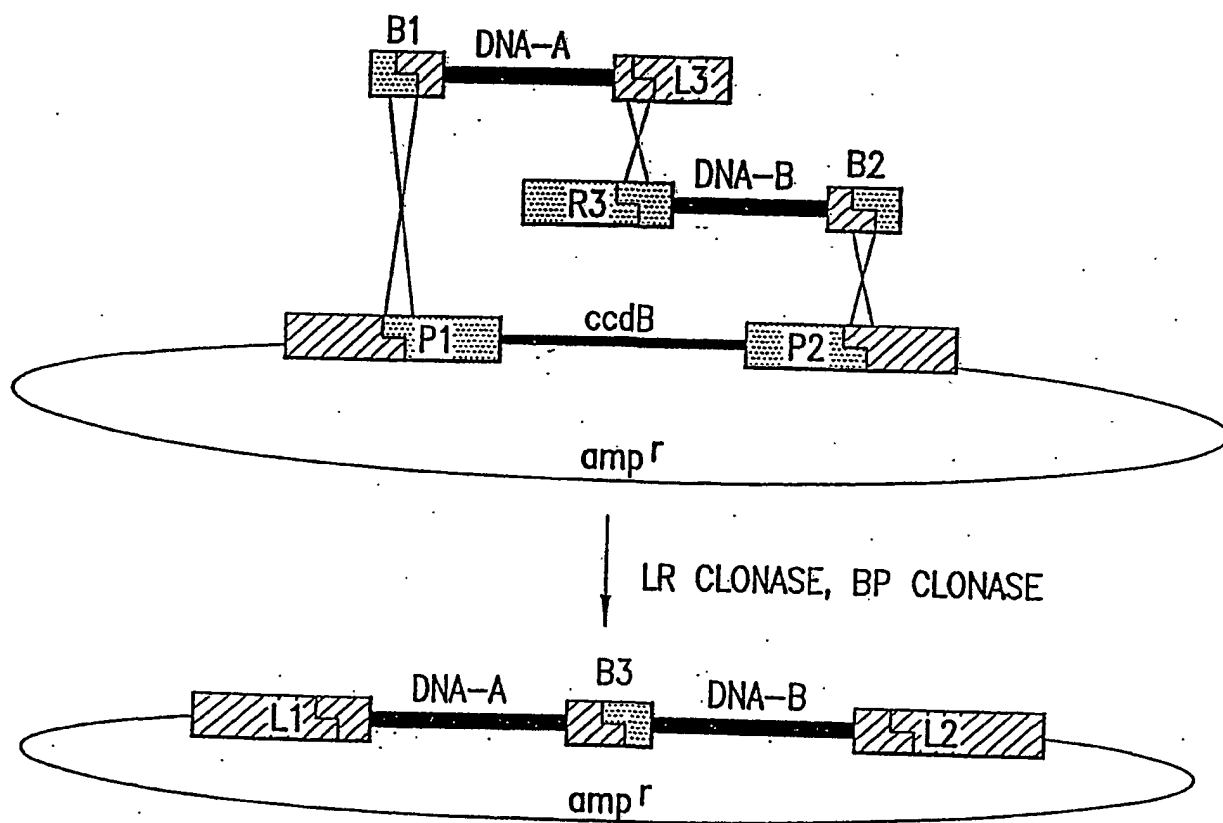 B1 DNA-A
L3
R3 DNA-B B2
P1 ccdB P2
amp r
LR CLONASE, BP CLONASE
L1 DNA-A B3 DNA-B L2
amp r